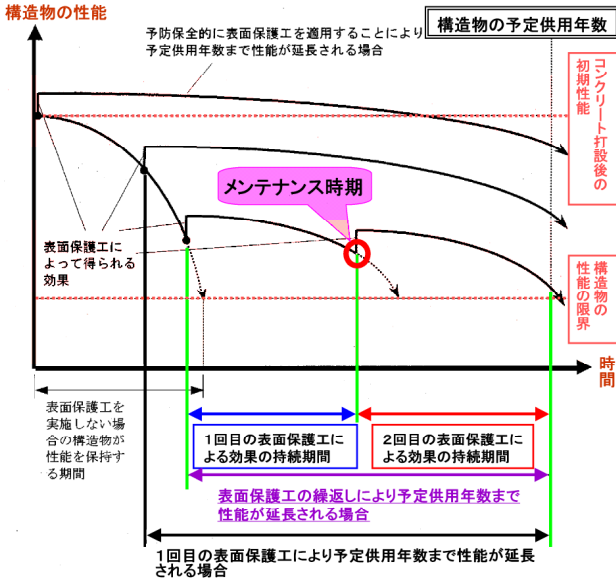 構造物の性能
予防保全的に表面保護工を適用することにより
予定供用年数まで性能が延長される場合
構造物の予定供用年数
コンクリート打設後の
初期性能
メンテナンス時期
表面保護工に
よって得られる
効果
構造物の
性能の限界
時間
表面保護工を
実施しない場
合の構造物が
性能を保持す
る期間
1回目の表面保護工に
よる効果の持続期間
2回目の表面保護工に
よる効果の持続期間
表面保護工の繰返しにより予定供用年数まで
性能が延長される場合
1回目の表面保護工により予定供用年数まで性能が延長
される場合